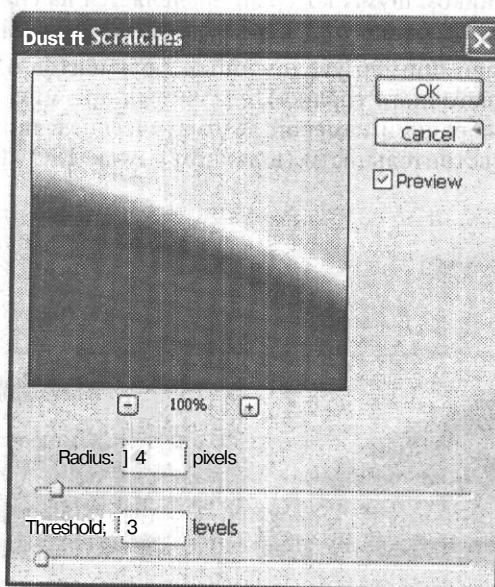 Dust ft Scratches
OK
Cancel
Preview
100%
Radius: ] 4 pixels
Threshold; 3 levels